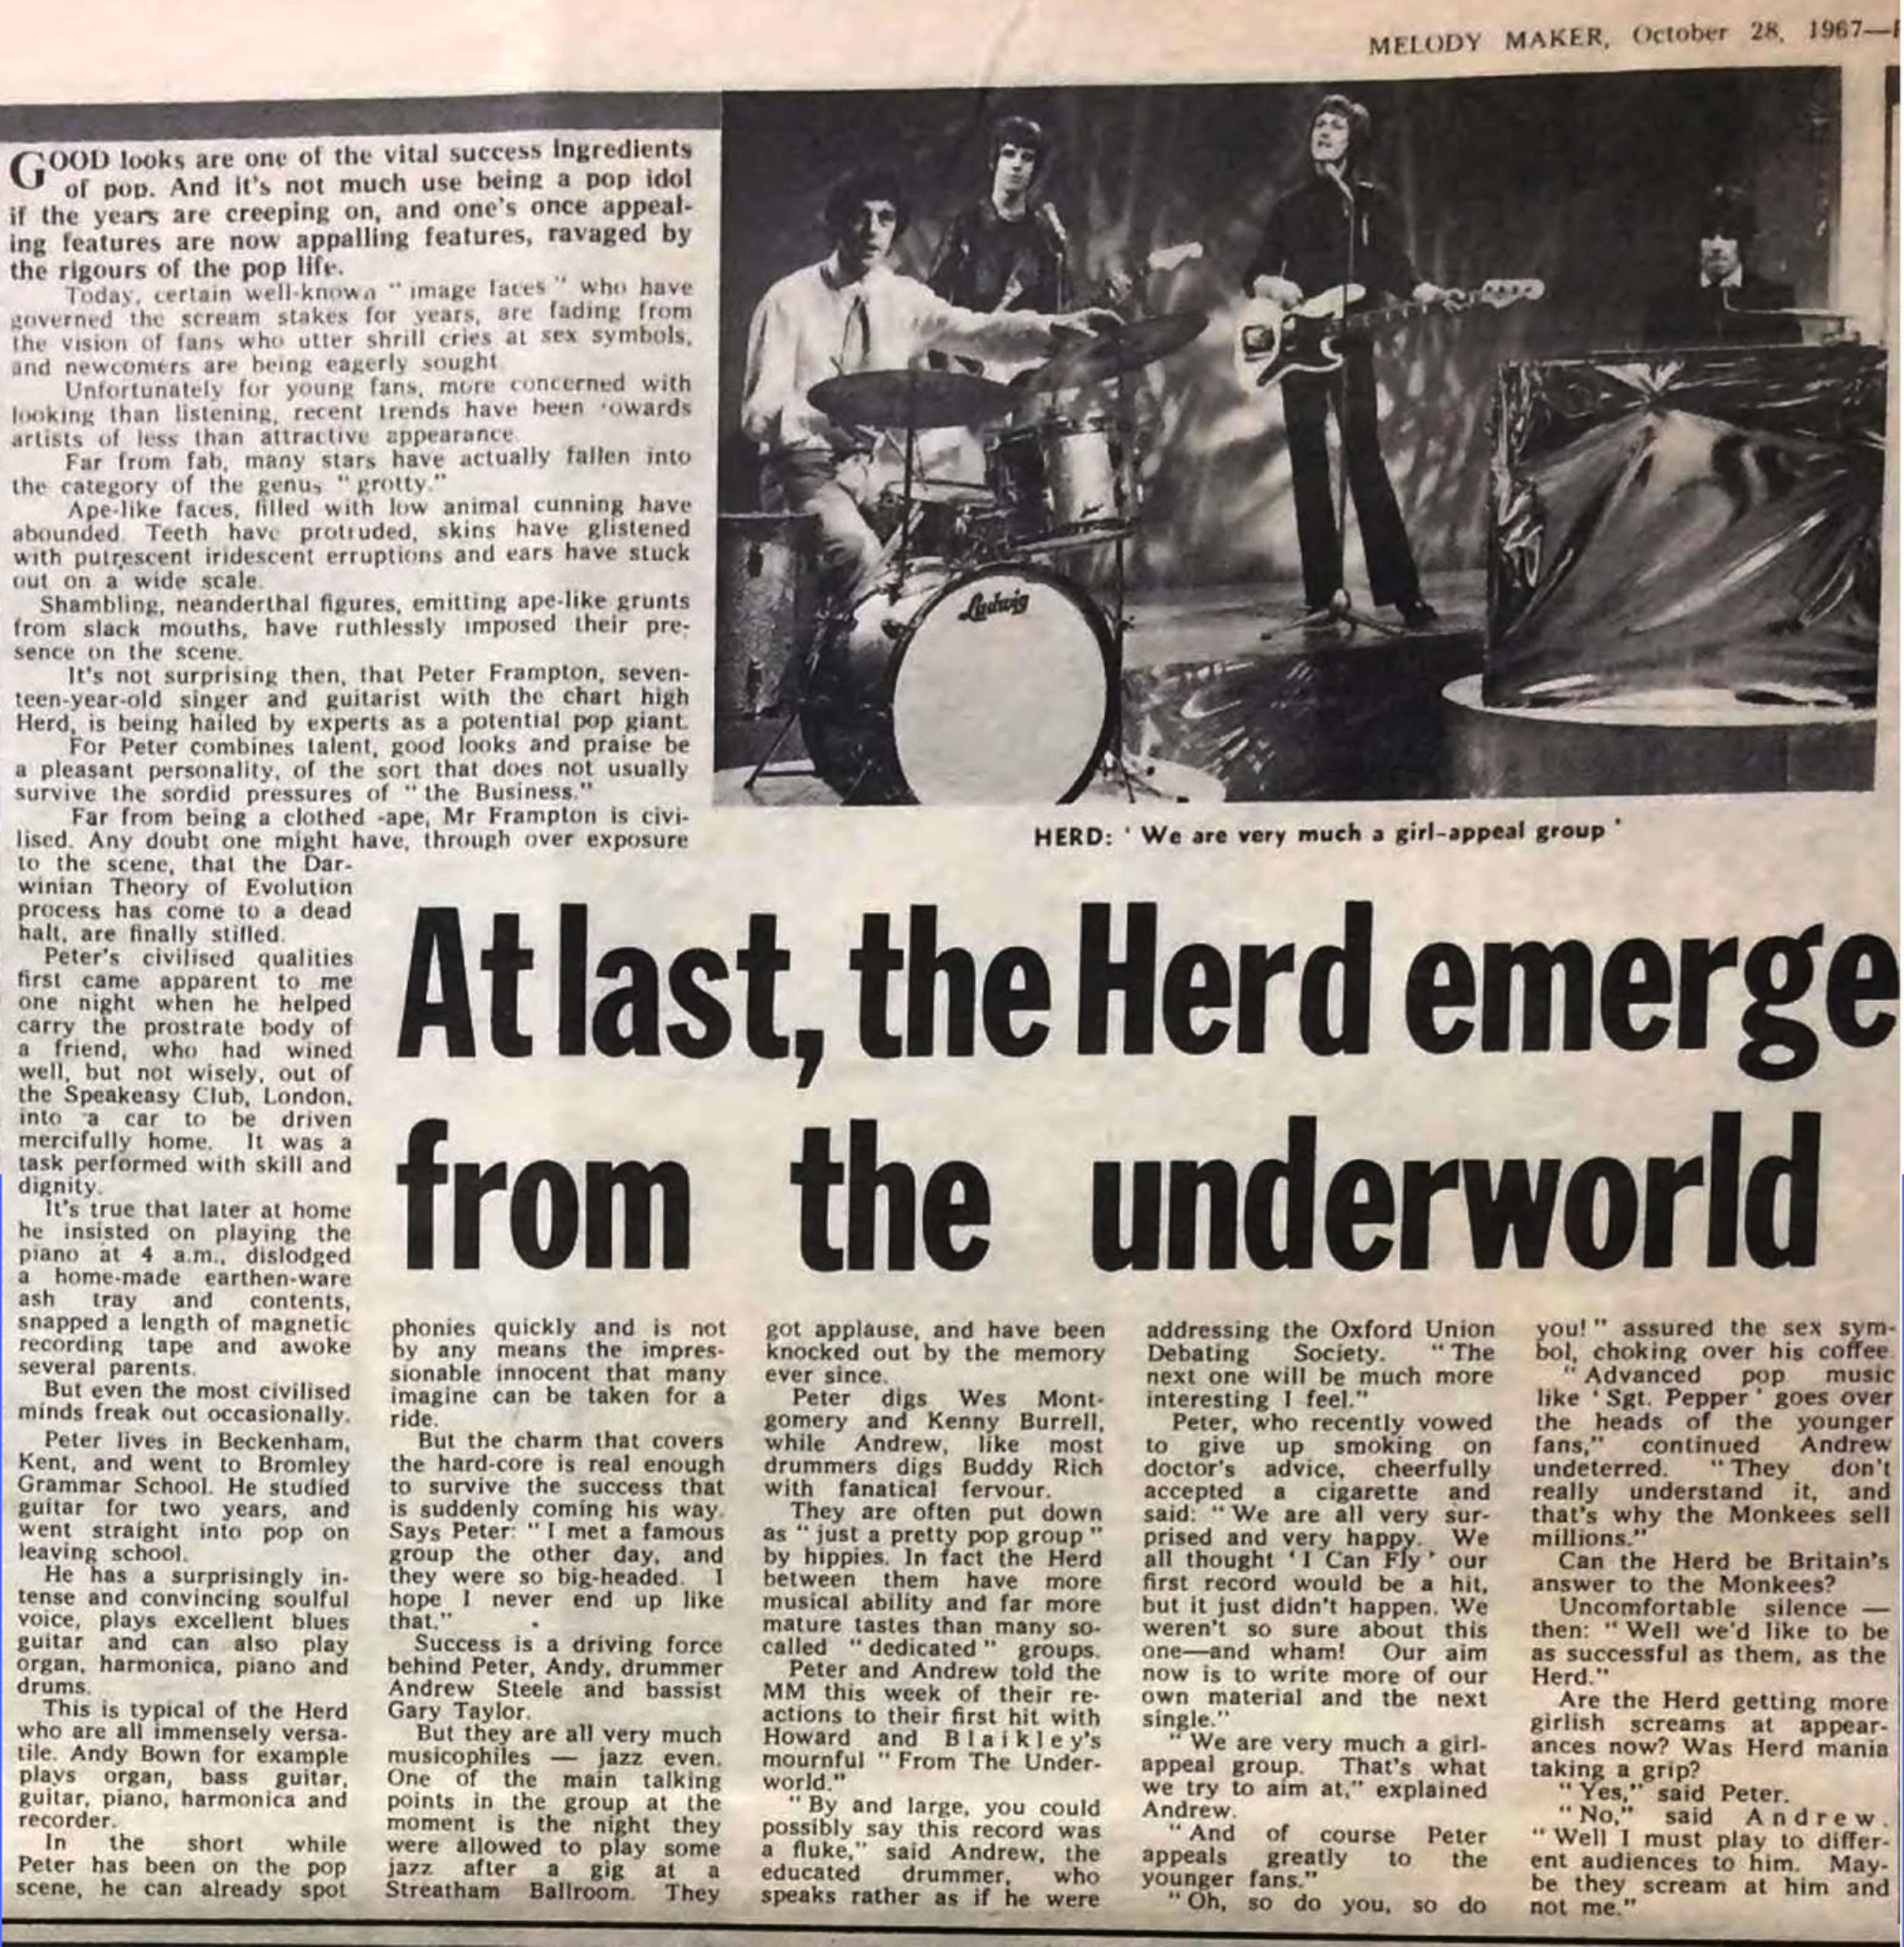 MELODY MAKER, October 28, 1967—
GOOD looks are one of the vital success ingredients
of pop. And it's not much use being a pop idol
if the years are creeping on, and one's once appeal-
ing features are now appalling features, ravaged by
the rigours of the pop life.
Today, certain well-known "image faces" who have
governed the scream stakes for years, are fading from
the vision of fans who utter shrill cries at sex symbols,
and newcomers are being eagerly sought
Unfortunately for young fans, more concerned with
looking than listening, recent trends have been towards
artists of less than attractive appearance.
Far from fab, many stars have actually fallen into
the category of the genus "grotty."
Ape-like faces, filled with low animal cunning have
abounded. Teeth have protruded, skins have glistened
with putrescent iridescent erruptions and ears have stuck
out on a wide scale.
Shambling, neanderthal figures, emitting ape-like grunts
from slack mouths, have ruthlessly imposed their pre-
sence on the scene.
It's not surprising then, that Peter Frampton, seven-
teen-year-old singer and guitarist with the chart high
Herd, is being hailed by experts as a potential pop giant.
For Peter combines talent, good looks and praise be
a pleasant personality, of the sort that does not usually
survive the sordid pressures of "the Business."
Far from being a clothed -ape, Mr Frampton is civi-
lised. Any doubt one might have, through over exposure
to the scene, that the Dar-
winian Theory of Evolution
process has come to a dead
halt, are finally stifled.
Peter's civilised qualities
first came apparent to me
one night when he helped
carry the prostrate body of
a friend, who had wined
well, but not wisely, out of
the Speakeasy Club, London,
into a car to be driven
mercifully home. It was a
task performed with skill and
dignity.
It's true that later at home
he insisted on playing the
piano at 4 a.m., dislodged
a home-made earthen-ware
ash tray and contents,
snapped a length of magnetic
recording tape and awoke
several parents.
But even the most civilised
minds freak out occasionally.
Peter lives in Beckenham,
Kent, and went to Bromley
Grammar School. He studied
guitar for two years, and
went straight into pop on
leaving school.
He has a surprisingly in-
tense and convincing soulful
voice, plays excellent blues
guitar and can also play
organ, harmonica, piano and
drums.
This is typical of the Herd
who are all immensely versa-
tile. Andy Bown for example
plays organ, bass guitar,
guitar, piano, harmonica and
recorder.
In the short while
Peter has been on the pop
scene, he can already spot
Ludwig
HERD: 'We are very much a girl-appeal group'
At last, the Herd emerge
from the underworld
phonies quickly and is not
by any means the impres-
sionable innocent that many
imagine can be taken for a
ride.
But the charm that covers
the hard-core is real enough
to survive the success that
is suddenly coming his way.
Says Peter: "I met a famous
group the other day, and
they were so big-headed. I
hope I never end up like
that."
Success is a driving force
behind Peter, Andy, drummer
Andrew Steele and bassist
Gary Taylor.
But they are all very much
musicophiles — jazz even.
One of the main talking
points in the group at the
moment is the night they
were allowed to play some
jazz after a gig at a
Streatham Ballroom. They
got applause, and have been
knocked out by the memory
ever since.
Peter digs Wes Mont-
gomery and Kenny Burrell,
while Andrew, like most
drummers digs Buddy Rich
with fanatical fervour.
They are often put down
as "just a pretty pop group"
by hippies. In fact the Herd
between them have more
musical ability and far more
mature tastes than many so-
called "dedicated" groups.
Peter and Andrew told the
MM this week of their re-
actions to their first hit with
Howard and Blaikley's
mournful "From The Under-
world."
"By and large, you could
possibly say this record was
a fluke," said Andrew, the
educated drummer, who
speaks rather as if he were
addressing the Oxford Union
Debating Society. "The
next one will be much more
interesting I feel."
Peter, who recently vowed
to give up smoking on
doctor's advice, cheerfully
accepted a cigarette and
said: "We are all very sur-
prised and very happy. We
all thought 'I Can Fly' our
first record would be a hit,
but it just didn't happen. We
weren't so sure about this
one—and wham! Our aim
now is to write more of our
own material and the next
single."
"We are very much a girl-
appeal group. That's what
we try to aim at," explained
Andrew.
"And of course Peter
appeals greatly to the
younger fans."
"Oh, so do you, so do
you!" assured the sex sym-
bol, choking over his coffee.
"Advanced pop music
like 'Sgt. Pepper' goes over
the heads of the younger
fans," continued Andrew
undeterred. "They don't
really understand it, and
that's why the Monkees sell
millions."
Can the Herd be Britain's
answer to the Monkees?
Uncomfortable silence —
then: "Well we'd like to be
as successful as them, as the
Herd."
Are the Herd getting more
girlish screams at appear-
ances now? Was Herd mania
taking a grip?
"Yes," said Peter.
"No," said Andrew.
"Well I must play to differ-
ent audiences to him. May-
be they scream at him and
not me."